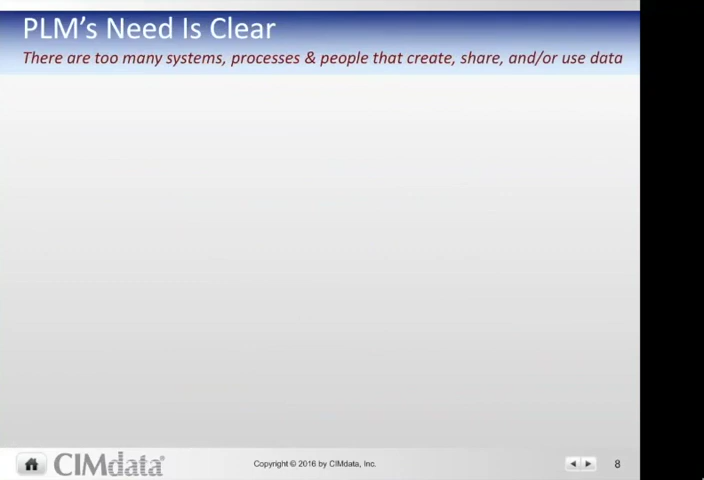 PLM's Need Is Clear
There are too many systems, processes & people that create, share, and/or use data
CIMdata®
Copyright © 2016 by CIMdata, Inc.
8